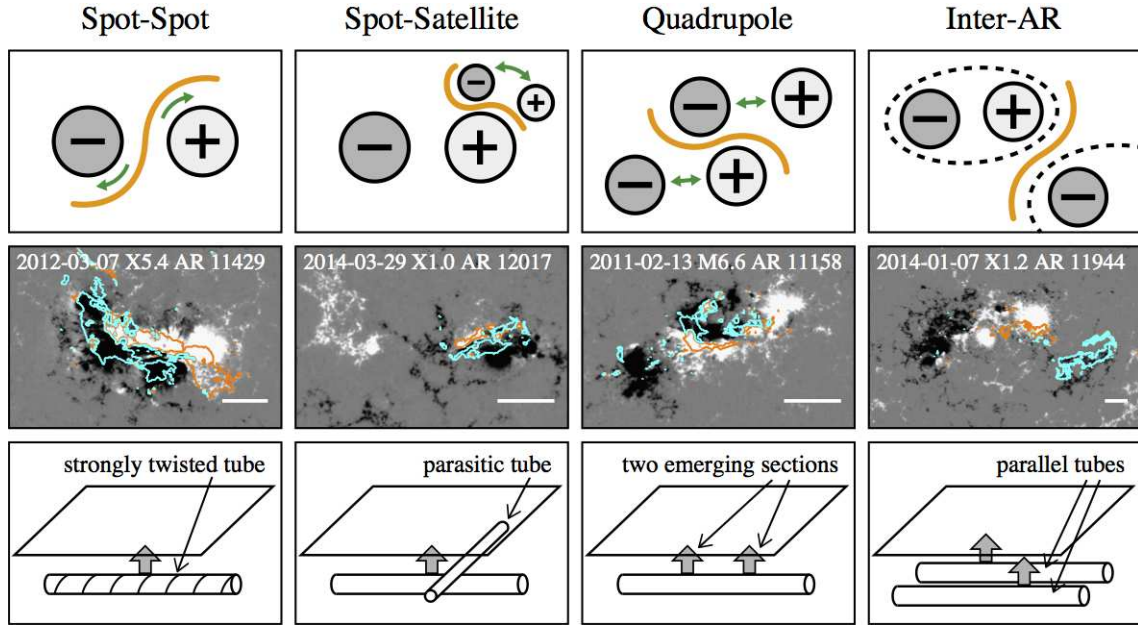 Spot-Spot
Spot-Satellite
Quadrupole
Inter-AR
− +
− + − +
− + − +
− + −
2012-03-07 X5.4 AR 11429
2014-03-29 X1.0 AR 12017
2011-02-13 M6.6 AR 11158
2014-01-07 X1.2 AR 11944
strongly twisted tube
parasitic tube
two emerging sections
parallel tubes